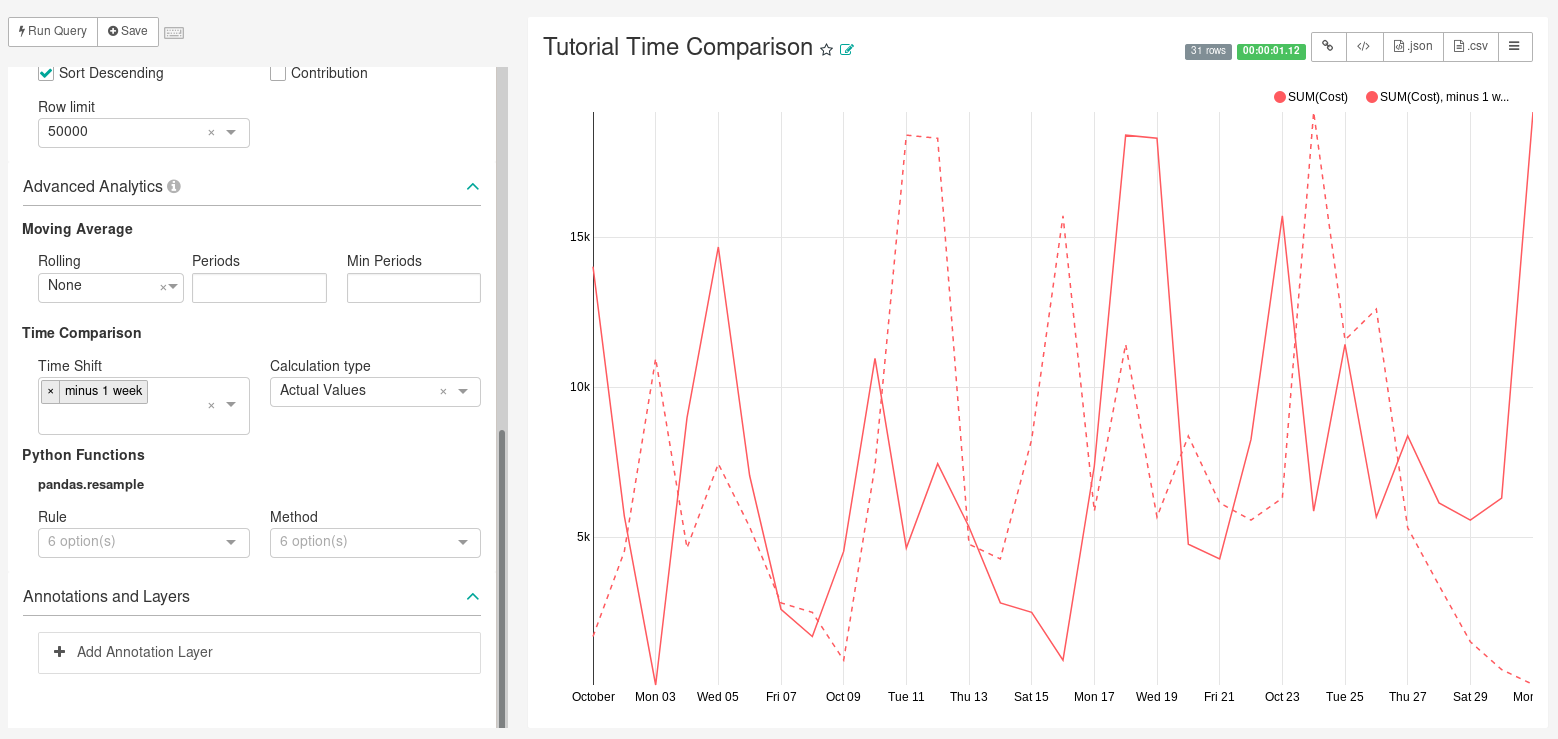 Run Query Save
Sort Descending Contribution
Row limit
50000 ×
Advanced Analytics
Moving Average
Rolling Periods Min Periods
None ×
Time Comparison
Time Shift Calculation type
× minus 1 week × Actual Values ×
Python Functions
pandas.resample
Rule Method
6 option(s) 6 option(s)
Annotations and Layers
+ Add Annotation Layer
Tutorial Time Comparison
31 rows 00:00:01.12 </> .json .csv
SUM(Cost) SUM(Cost), minus 1 w...
15k
10k
5k
October Mon 03 Wed 05 Fri 07 Oct 09 Tue 11 Thu 13 Sat 15 Mon 17 Wed 19 Fri 21 Oct 23 Tue 25 Thu 27 Sat 29 Mon